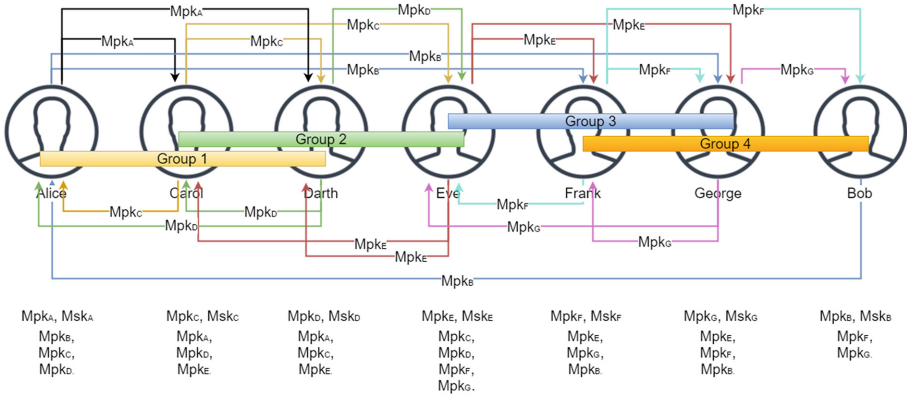 MpkA
MpkD
MpkF
MpkC
MpkE
MpkA
MpkC
MpkE
MpkB
MpkB
MpkF
MpkG
Group 3
Group 2
Group 4
Group 1
Alice
Carol
Darth
Eve
Frank
George
Bob
MpkF
MpkC
MpkD
MpkD
MpkG
MpkE
MpkG
MpkE
MpkB
MpkA, MskA
MpkB,
MpkC,
MpkD.
MpkC, MskC
MpkA,
MpkD,
MpkE.
MpkD, MskD
MpkA,
MpkC,
MpkE.
MpkE, MskE
MpkC,
MpkD,
MpkF,
MpkG.
MpkF, MskF
MpkE,
MpkG,
MpkB.
MpkG, MskG
MpkE,
MpkF,
MpkB.
MpkB, MskB
MpkF,
MpkG.